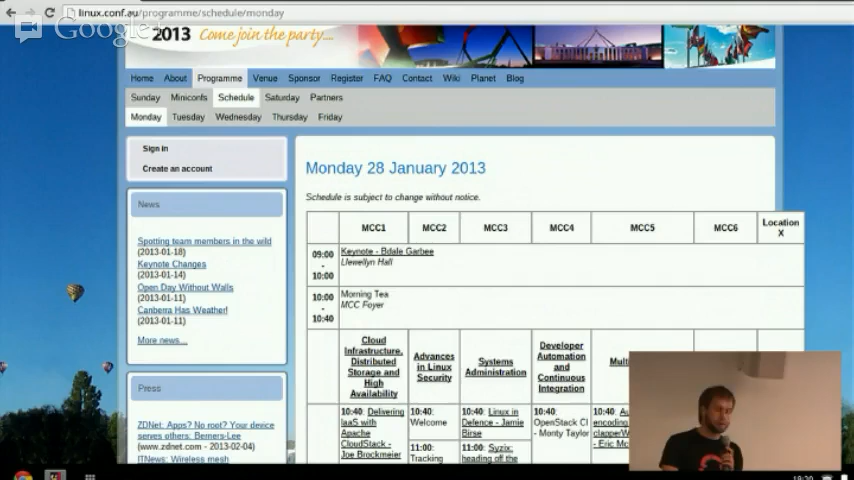 linux.conf.au/programme/schedule/monday
Google+
2013 Come join the party....
Home About Programme Venue Sponsor Register FAQ Contact Wiki Planet Blog
Sunday Miniconfs Schedule Saturday Partners
Monday Tuesday Wednesday Thursday Friday
Sign in
Create an account
News
Spotting team members in the wild
(2013-01-18)
Keynote Changes
(2013-01-14)
Open Day Without Walls
(2013-01-11)
Canberra Has Weather!
(2013-01-11)
More news...
Press
ZDNet: Apps? No root? Your device
serves others: Berners-Lee
(www.zdnet.com - 2013-02-04)
ITNews: Wireless mesh
Monday 28 January 2013
Schedule is subject to change without notice.
MCC1 MCC2 MCC3 MCC4 MCC5 MCC6 Location
X
09:00
-
10:00
Keynote - Bdale Garbee
Llewellyn Hall
10:00
-
10:40
Morning Tea
MCC Foyer
Cloud
Infrastructure,
Distributed
Storage and
High
Availability
Advances
in Linux
Security
Systems
Administration
Developer
Automation
and
Continuous
Integration
10:40: Delivering
IaaS with
Apache
CloudStack -
Joe Brockmeier
10:40:
Welcome
11:00:
Tracking
10:40: Linux in
Defence - Jamie
Birse
11:00: Syzix:
heading off the
10:40:
OpenStack CI
- Monty Taylor
10:40:
encoding,
- Eric